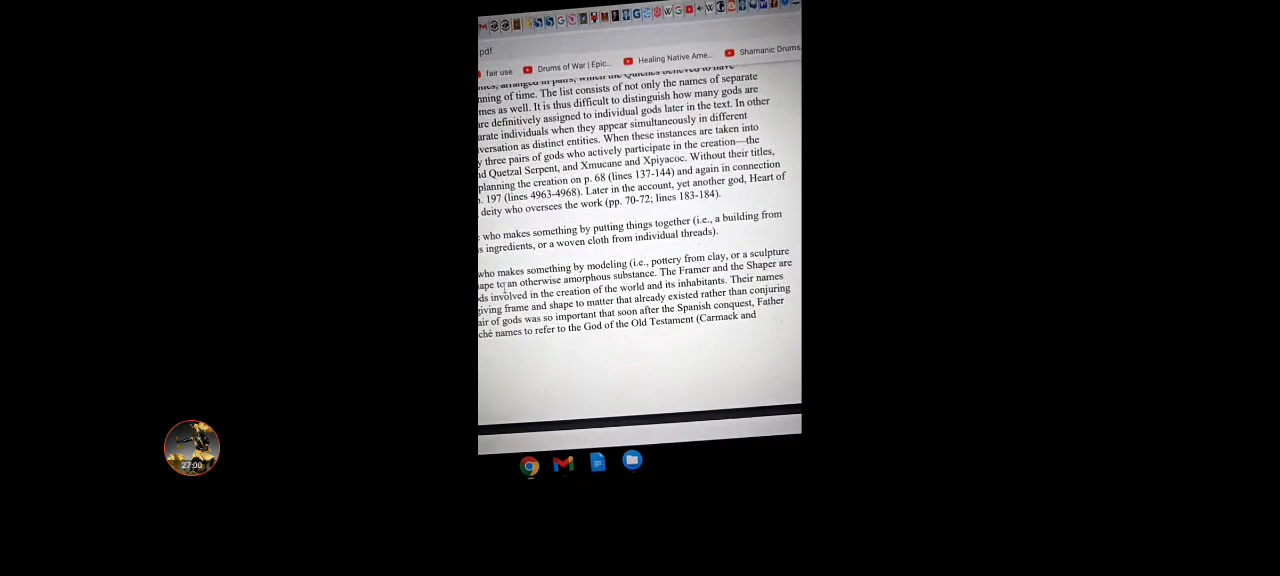 pdf
fair use
Drums of War | Epic...
Healing Native Ame...
Shamanic Drums
arranged in pairs, which the Quichés believed to have
nning of time. The list consists of not only the names of separate
mes as well. It is thus difficult to distinguish how many gods are
are definitively assigned to individual gods later in the text. In other
arate individuals when they appear simultaneously in different
versation as distinct entities. When these instances are taken into
y three pairs of gods who actively participate in the creation—the
nd Quetzal Serpent, and Xmucane and Xpiyacoc. Without their titles,
planning the creation on p. 68 (lines 137-144) and again in connection
. 197 (lines 4963-4968). Later in the account, yet another god, Heart of
deity who oversees the work (pp. 70-72; lines 183-184).
who makes something by putting things together (i.e., a building from
s ingredients, or a woven cloth from individual threads).
who makes something by modeling (i.e., pottery from clay, or a sculpture
ape to an otherwise amorphous substance. The Framer and the Shaper are
ds involved in the creation of the world and its inhabitants. Their names
giving frame and shape to matter that already existed rather than conjuring
air of gods was so important that soon after the Spanish conquest, Father
ché names to refer to the God of the Old Testament (Carmack and
27:00